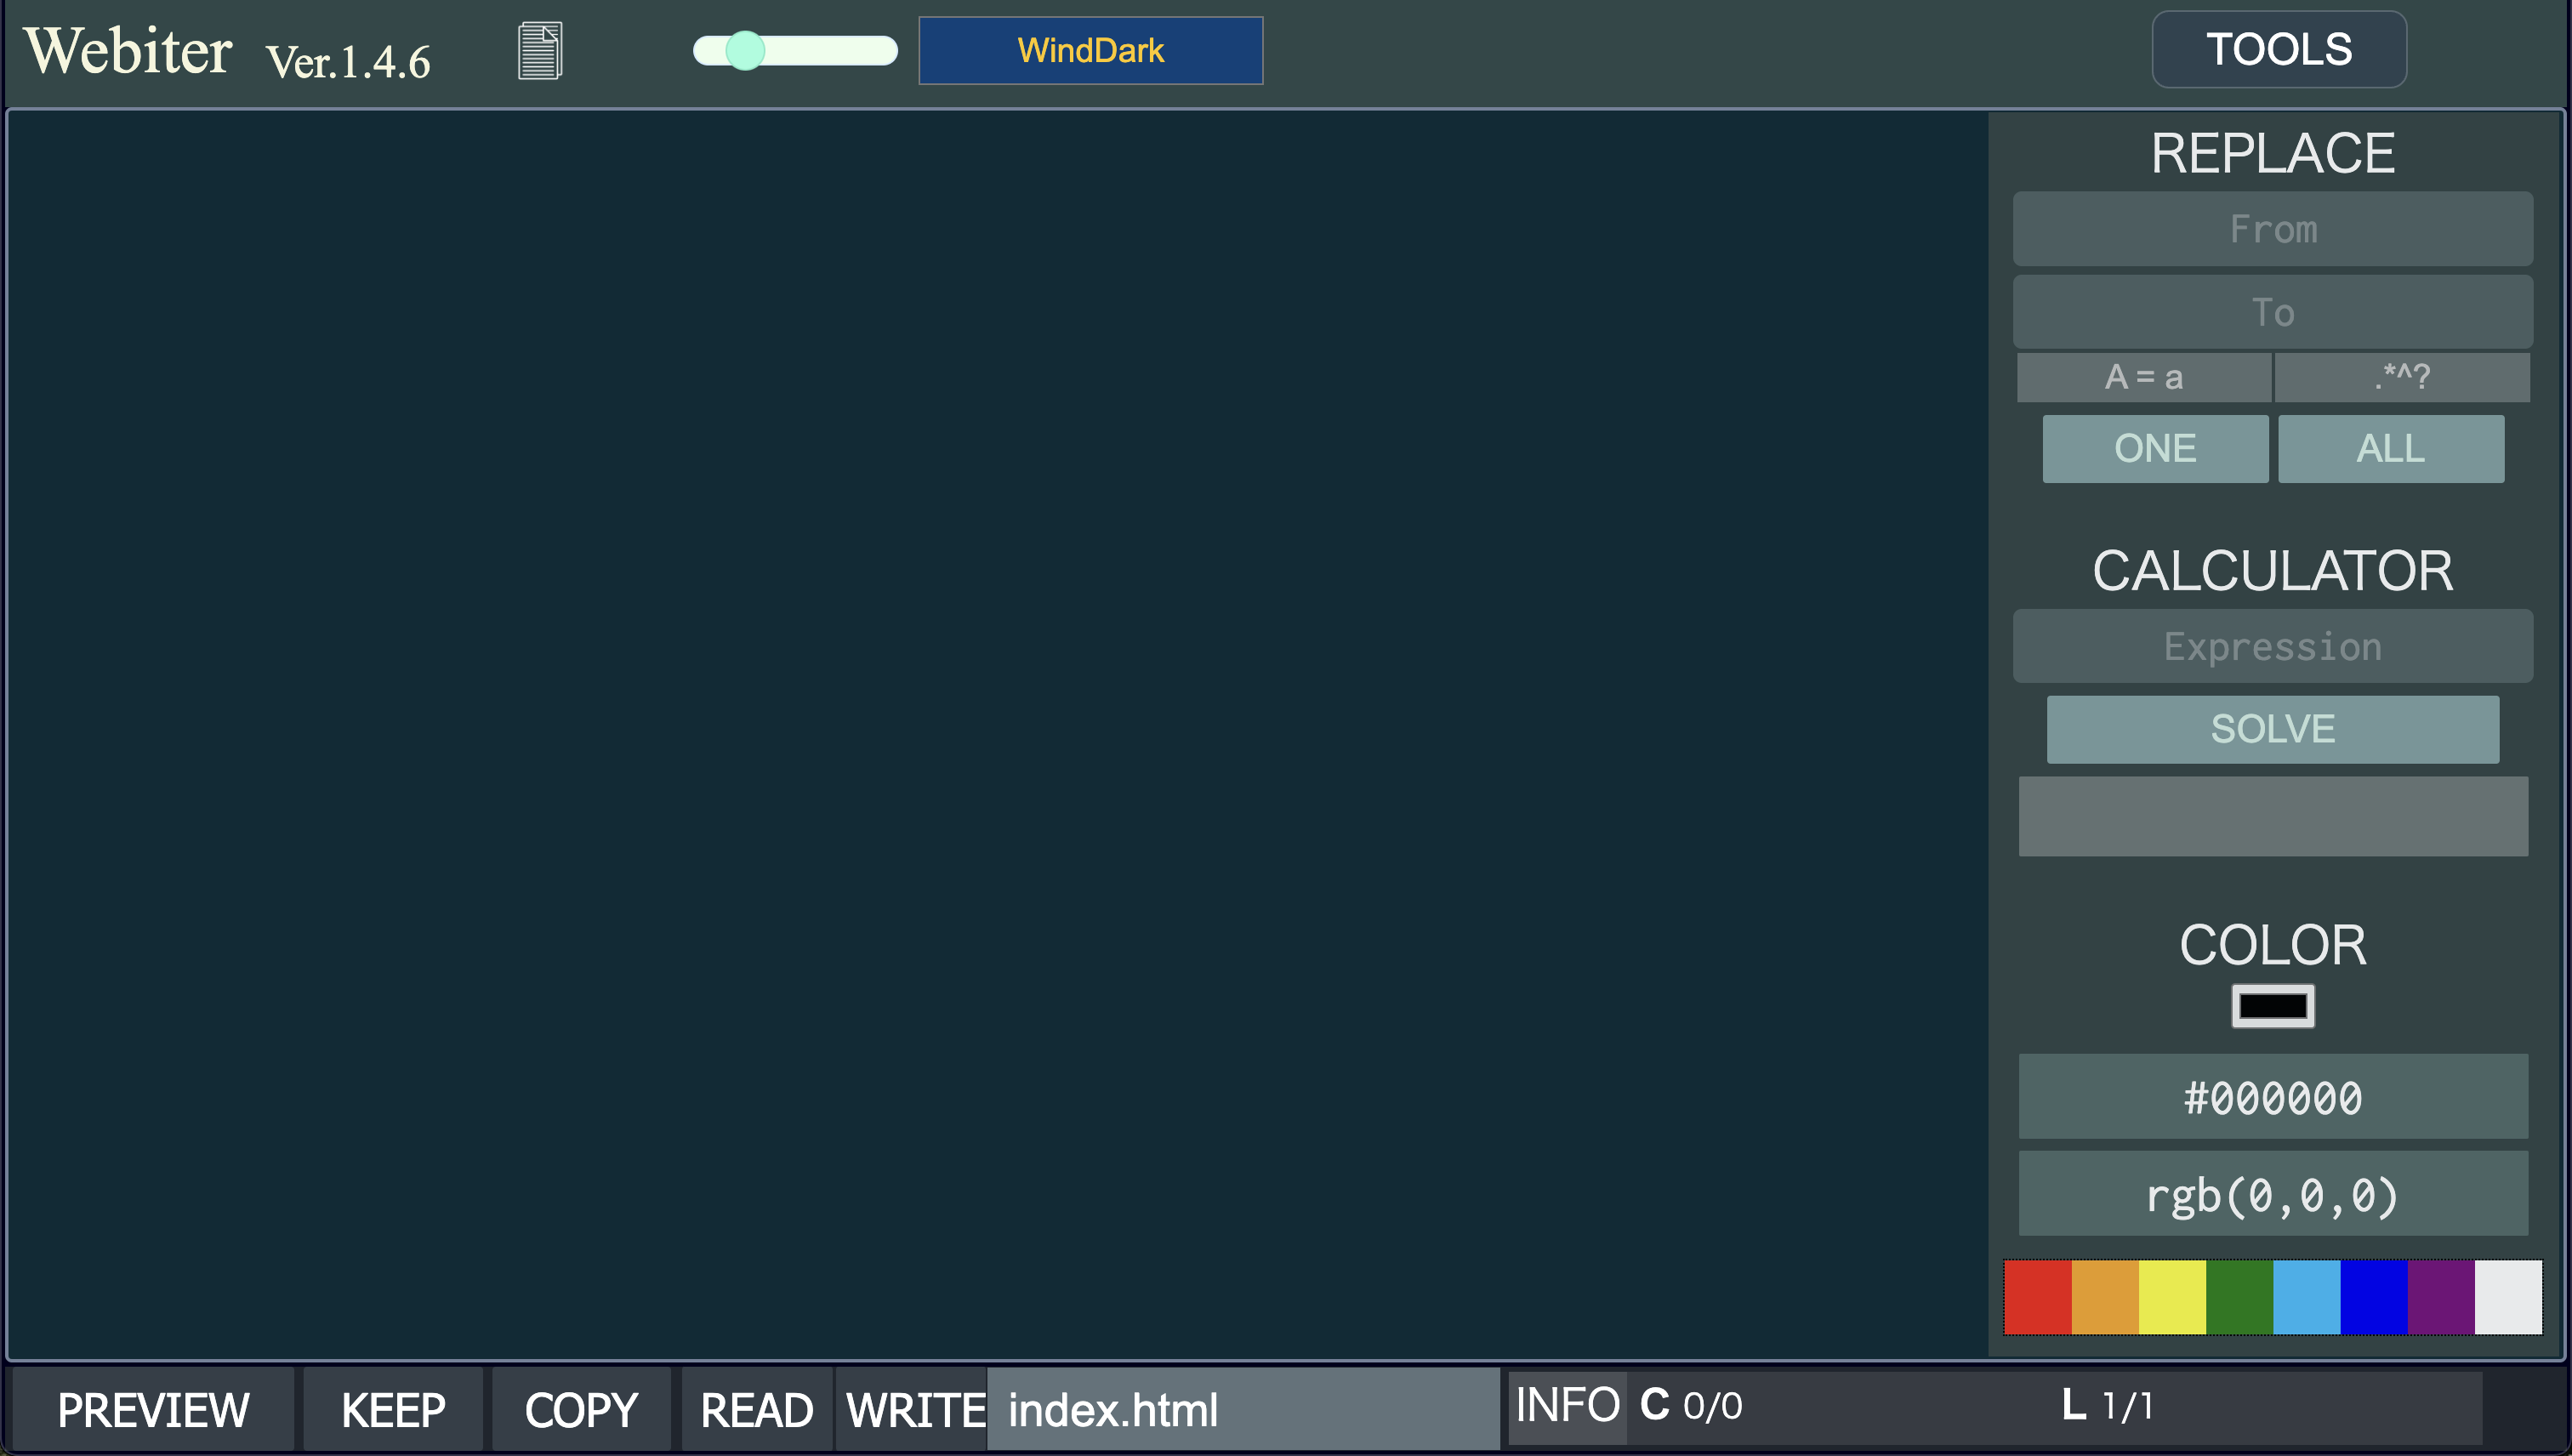 Webiter Ver.1.4.6 WindDark TOOLS
REPLACE
From
To
A = a .*^?
ONE ALL
CALCULATOR
Expression
SOLVE
COLOR
#000000
rgb(0,0,0)
PREVIEW KEEP COPY READ WRITE index.html INFO C 0/0 L 1/1